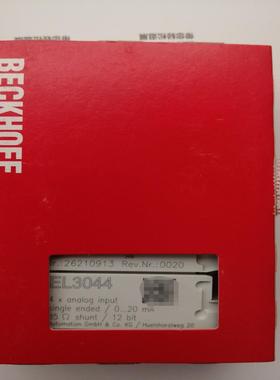 BECKHOFF
26210913 Rev.Nr.:0020
EL3044
4 x analog input
single ended / 0...20 mA
Ω shunt / 12 bit
Automation GmbH & Co. KG / Huelshorstweg 20